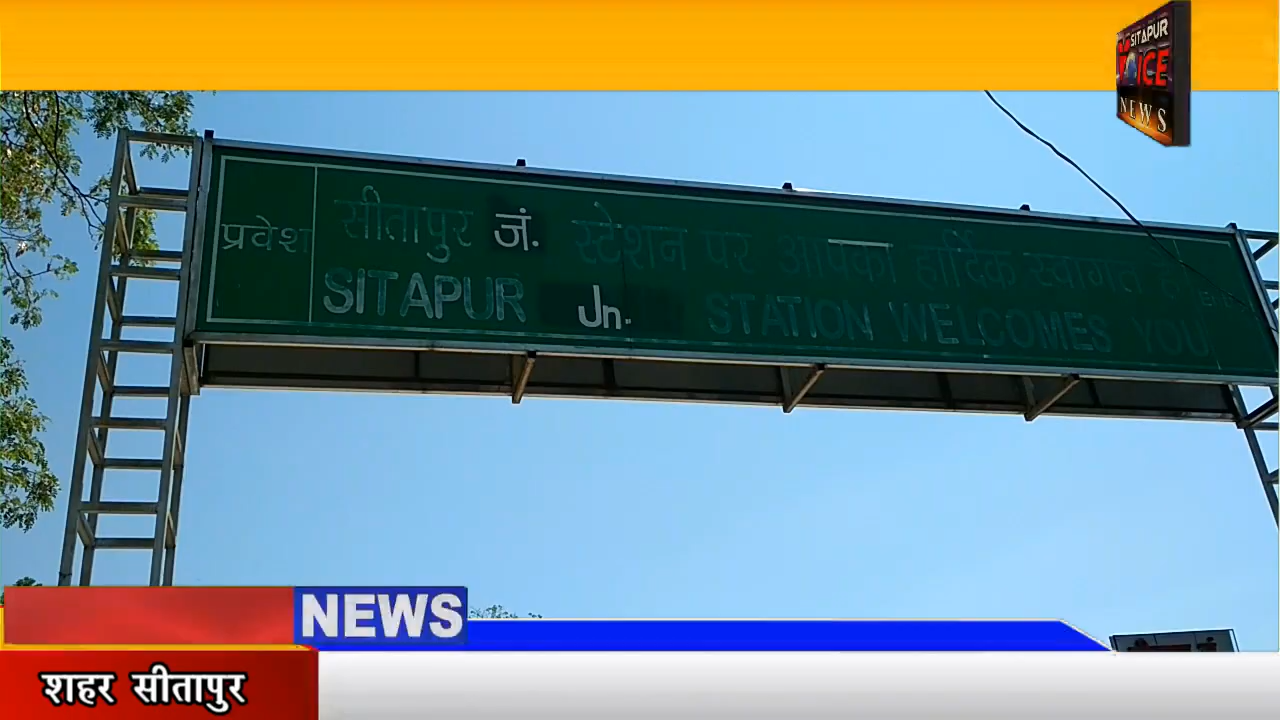 SITAPUR
VOICE
NEWS
प्रवेश
सीतापुर जं. स्टेशन पर आपका हार्दिक स्वागत है
SITAPUR Jn. STATION WELCOMES YOU
NEWS
शहर सीतापुर